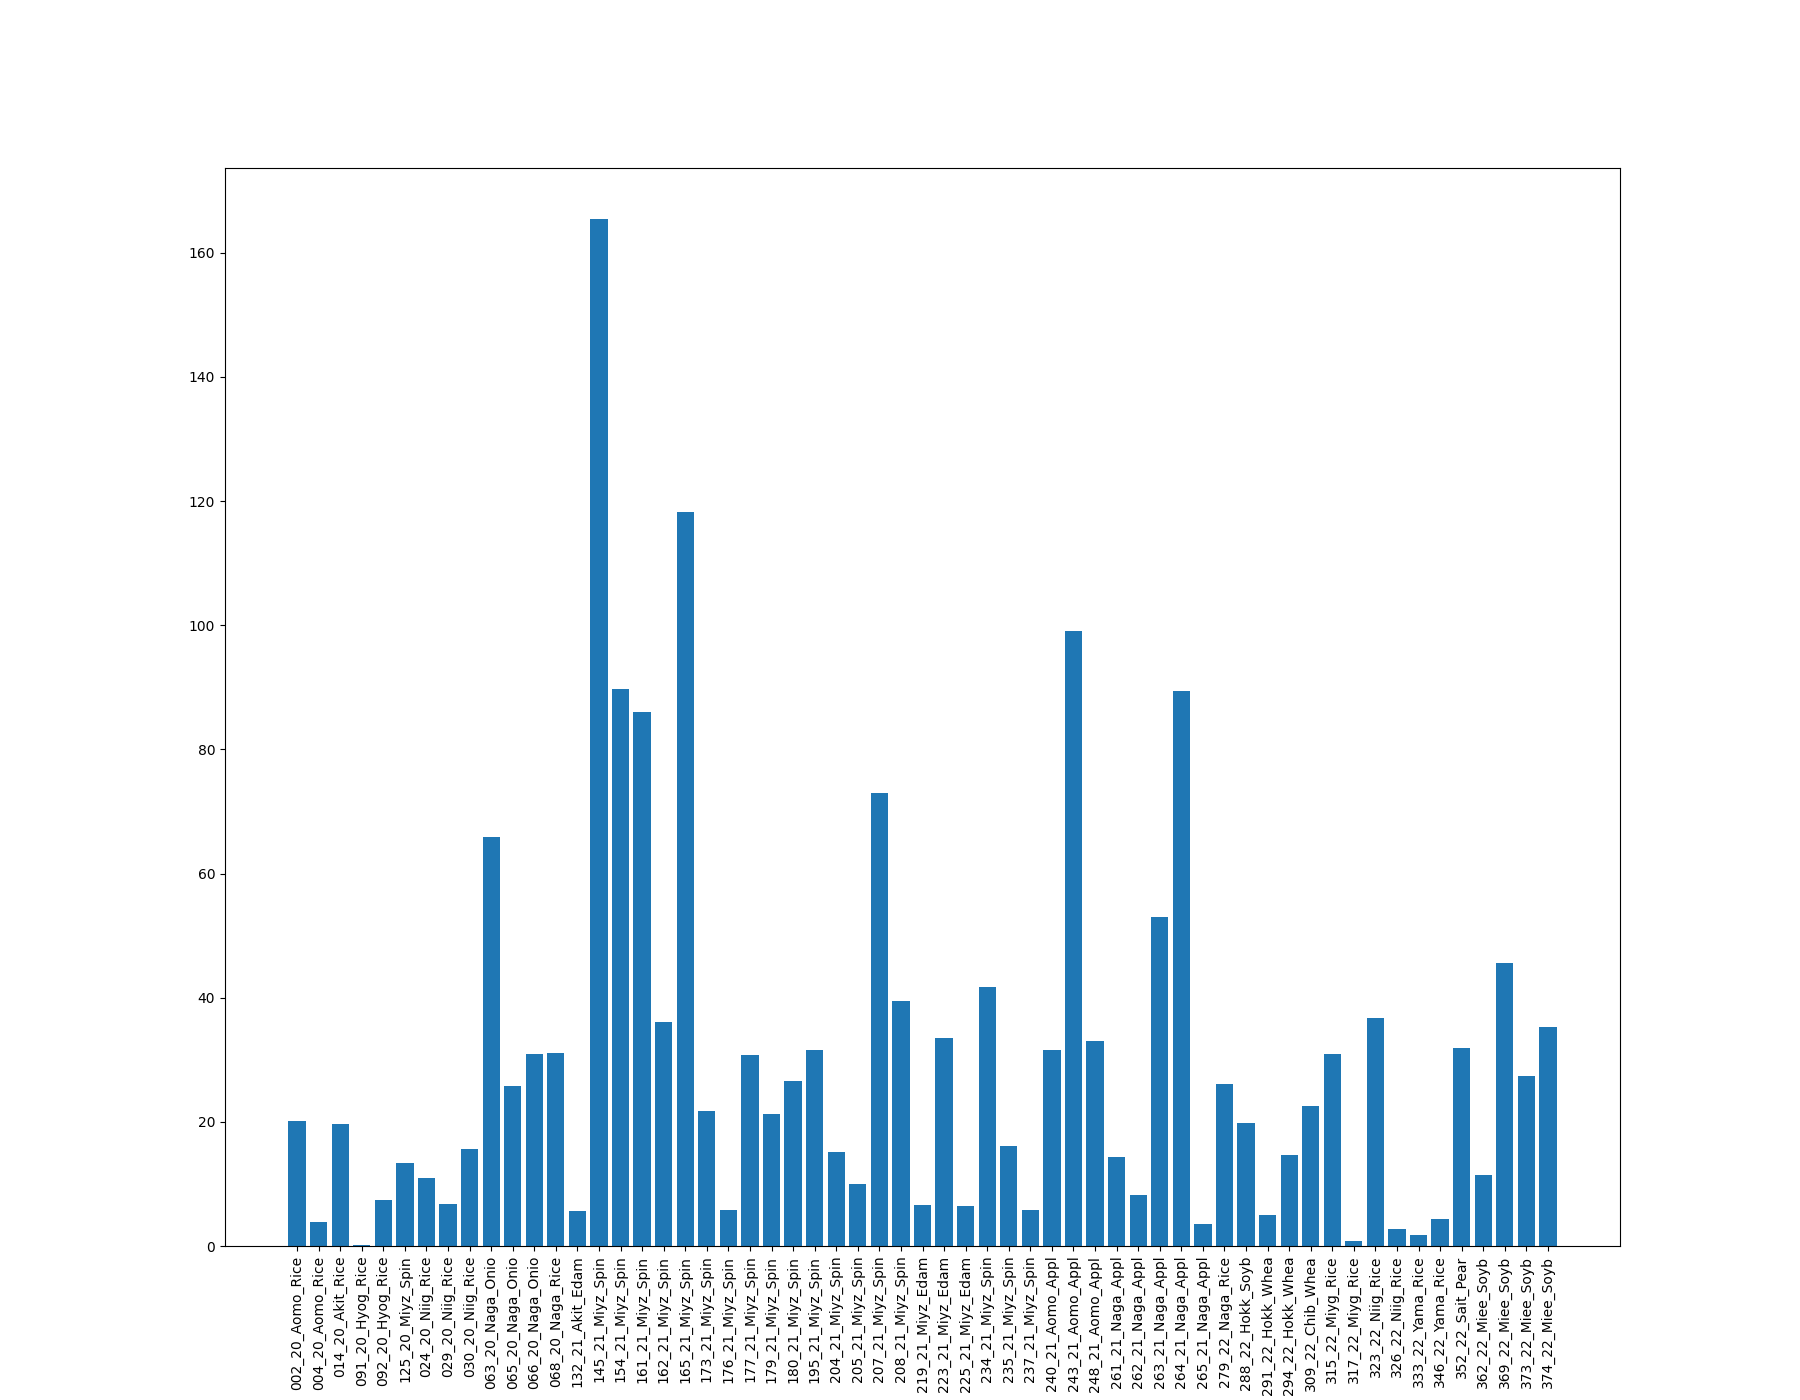 160
140
120
100
80
60
40
20
0
002_20_Aomo_Rice
004_20_Aomo_Rice
014_20_Akit_Rice
091_20_Hyog_Rice
092_20_Hyog_Rice
125_20_Miyz_Spin
024_20_Niig_Rice
029_20_Niig_Rice
030_20_Niig_Rice
063_20_Naga_Onio
065_20_Naga_Onio
066_20_Naga_Onio
068_20_Naga_Rice
132_21_Akit_Edam
145_21_Miyz_Spin
154_21_Miyz_Spin
161_21_Miyz_Spin
162_21_Miyz_Spin
165_21_Miyz_Spin
173_21_Miyz_Spin
176_21_Miyz_Spin
177_21_Miyz_Spin
179_21_Miyz_Spin
180_21_Miyz_Spin
195_21_Miyz_Spin
204_21_Miyz_Spin
205_21_Miyz_Spin
207_21_Miyz_Spin
208_21_Miyz_Spin
219_21_Miyz_Edam
223_21_Miyz_Edam
225_21_Miyz_Edam
234_21_Miyz_Spin
235_21_Miyz_Spin
237_21_Miyz_Spin
240_21_Aomo_Appl
243_21_Aomo_Appl
248_21_Aomo_Appl
261_21_Naga_Appl
262_21_Naga_Appl
263_21_Naga_Appl
264_21_Naga_Appl
265_21_Naga_Appl
279_22_Naga_Rice
288_22_Hokk_Soyb
291_22_Hokk_Whea
294_22_Hokk_Whea
309_22_Chib_Whea
315_22_Miyg_Rice
317_22_Miyg_Rice
323_22_Niig_Rice
326_22_Niig_Rice
333_22_Yama_Rice
346_22_Yama_Rice
352_22_Sait_Pear
362_22_Miee_Soyb
369_22_Miee_Soyb
373_22_Miee_Soyb
374_22_Miee_Soyb